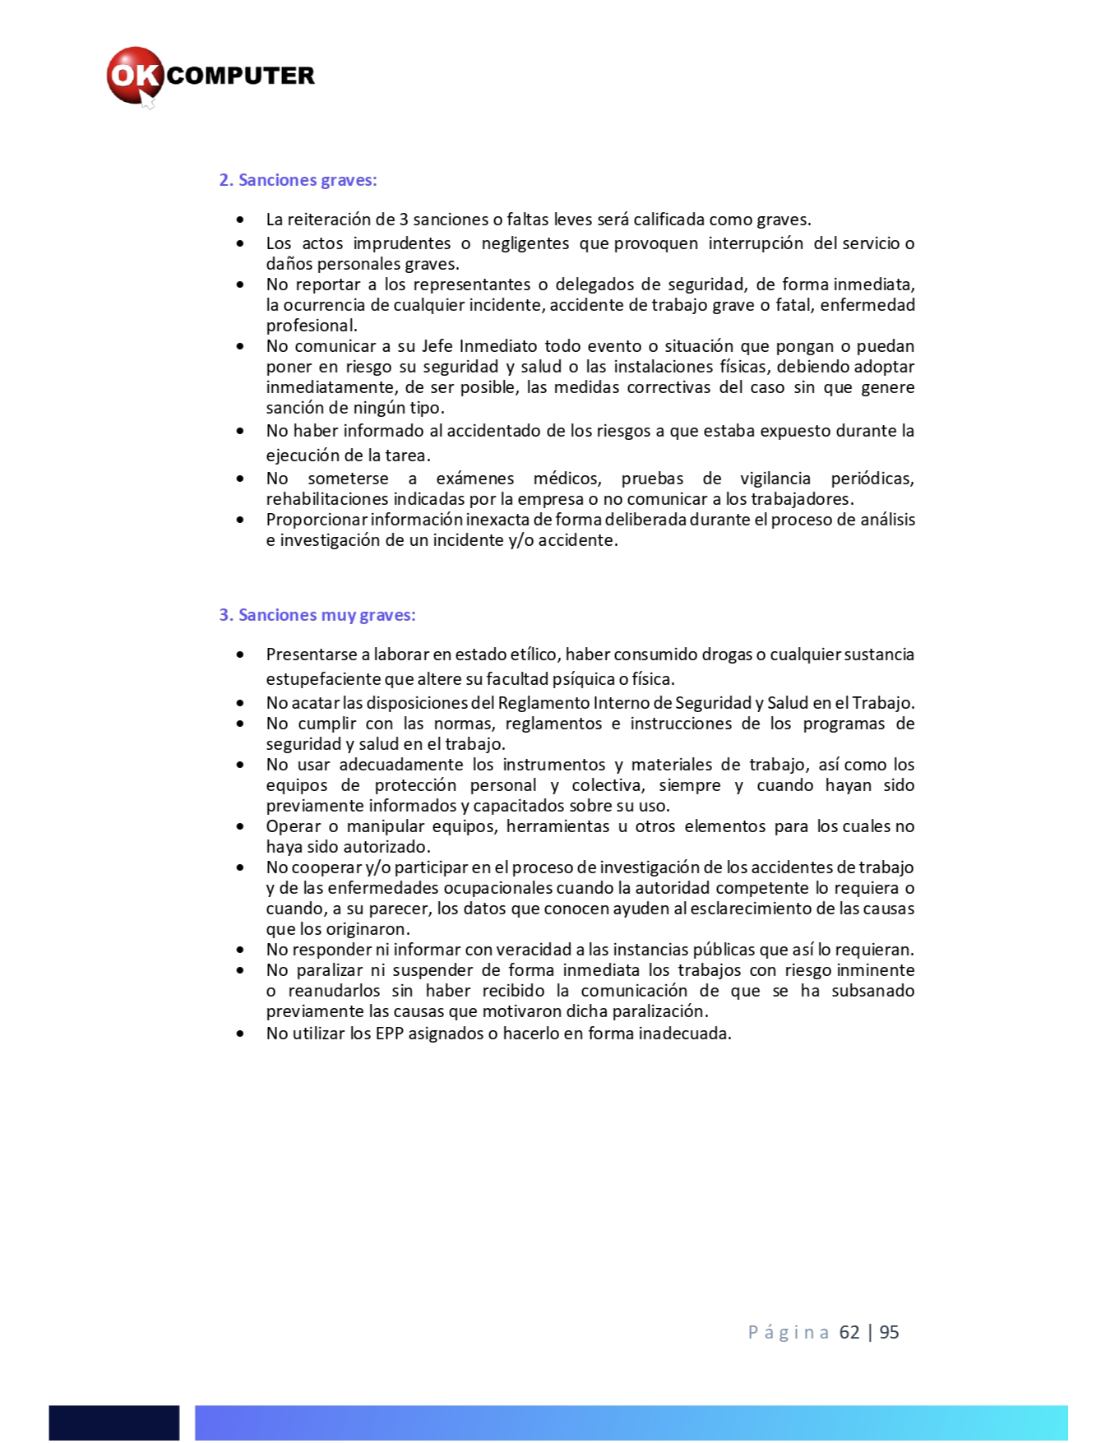 OK COMPUTER
2. Sanciones graves:
• La reiteración de 3 sanciones o faltas leves será calificada como graves.
• Los actos imprudentes o negligentes que provoquen interrupción del servicio o
daños personales graves.
• No reportar a los representantes o delegados de seguridad, de forma inmediata,
la ocurrencia de cualquier incidente, accidente de trabajo grave o fatal, enfermedad
profesional.
• No comunicar a su Jefe Inmediato todo evento o situación que pongan o puedan
poner en riesgo su seguridad y salud o las instalaciones físicas, debiendo adoptar
inmediatamente, de ser posible, las medidas correctivas del caso sin que genere
sanción de ningún tipo.
• No haber informado al accidentado de los riesgos a que estaba expuesto durante la
ejecución de la tarea.
• No someterse a exámenes médicos, pruebas de vigilancia periódicas,
rehabilitaciones indicadas por la empresa o no comunicar a los trabajadores.
• Proporcionar información inexacta de forma deliberada durante el proceso de análisis
e investigación de un incidente y/o accidente.
3. Sanciones muy graves:
• Presentarse a laborar en estado etílico, haber consumido drogas o cualquier sustancia
estupefaciente que altere su facultad psíquica o física.
• No acatar las disposiciones del Reglamento Interno de Seguridad y Salud en el Trabajo.
• No cumplir con las normas, reglamentos e instrucciones de los programas de
seguridad y salud en el trabajo.
• No usar adecuadamente los instrumentos y materiales de trabajo, así como los
equipos de protección personal y colectiva, siempre y cuando hayan sido
previamente informados y capacitados sobre su uso.
• Operar o manipular equipos, herramientas u otros elementos para los cuales no
haya sido autorizado.
• No cooperar y/o participar en el proceso de investigación de los accidentes de trabajo
y de las enfermedades ocupacionales cuando la autoridad competente lo requiera o
cuando, a su parecer, los datos que conocen ayuden al esclarecimiento de las causas
que los originaron.
• No responder ni informar con veracidad a las instancias públicas que así lo requieran.
• No paralizar ni suspender de forma inmediata los trabajos con riesgo inminente
o reanudarlos sin haber recibido la comunicación de que se ha subsanado
previamente las causas que motivaron dicha paralización.
• No utilizar los EPP asignados o hacerlo en forma inadecuada.
Página 62 | 95